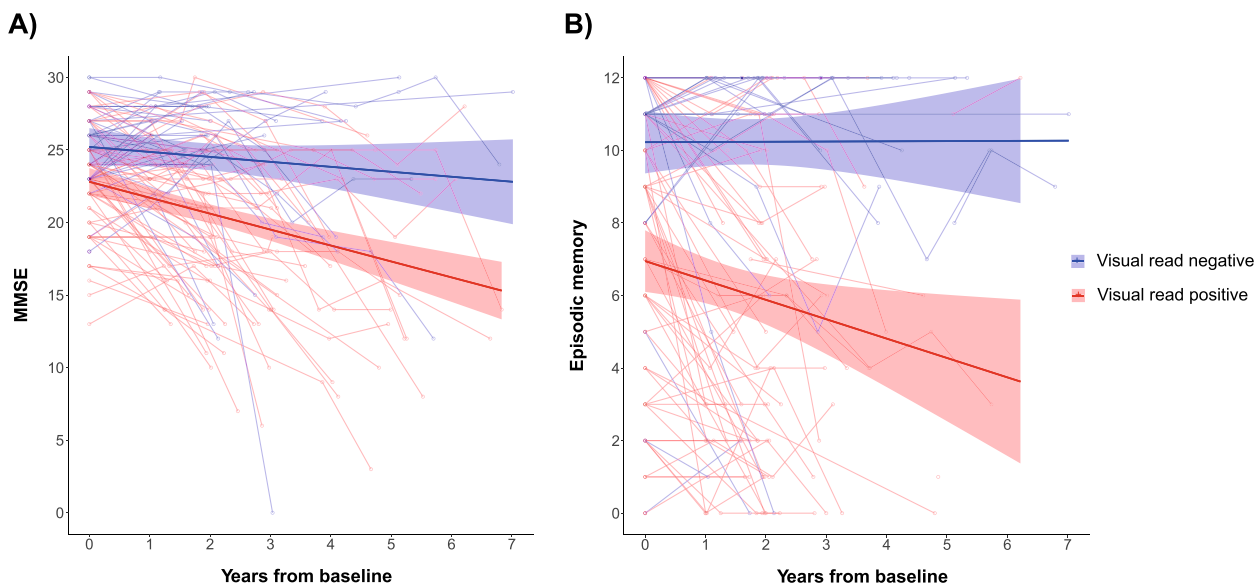 A)
B)
30
25
20
15
10
5
0
MMSE
0 1 2 3 4 5 6 7
Years from baseline
12
10
8
6
4
2
0
Episodic memory
0 1 2 3 4 5 6 7
Years from baseline
Visual read negative
Visual read positive